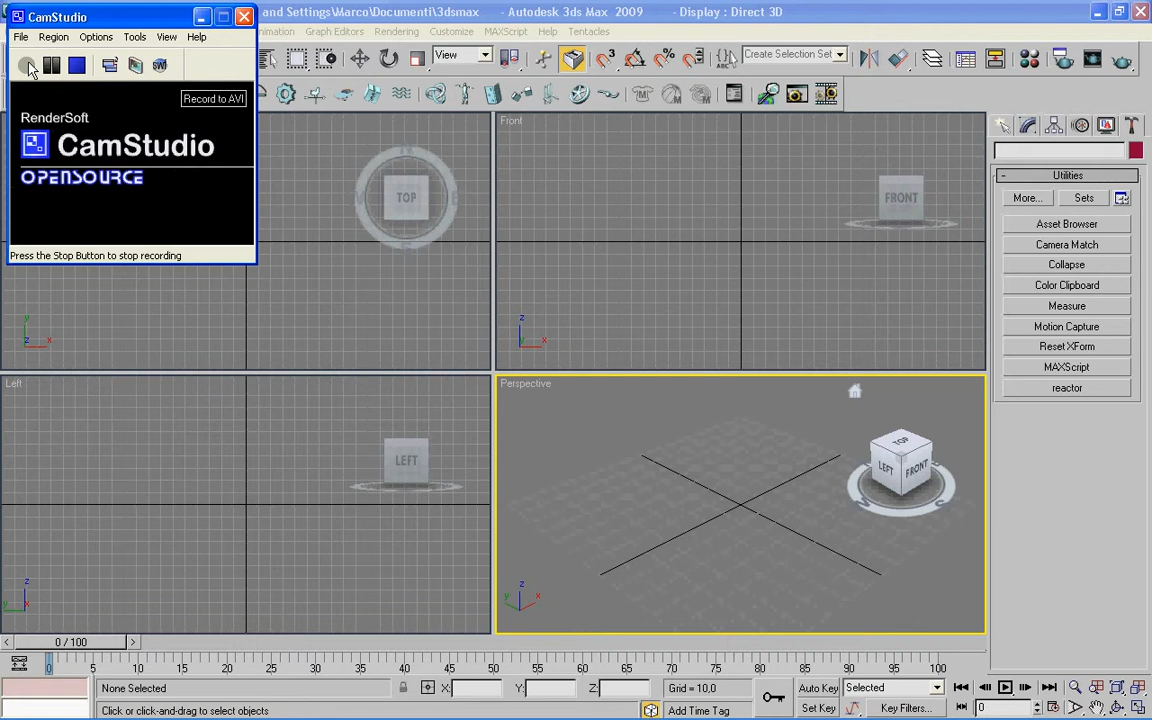 CamStudio
and Settings\Marco\Documenti\3dsmax - Autodesk 3ds Max 2009 - Display : Direct 3D
File Region Options Tools View Help
nimation Graph Editors Rendering Customize MAXScript Help Tentacles
View
Create Selection Set
3
Record to AVI
RenderSoft
CamStudio
OPENSOURCE
Press the Stop Button to stop recording
TOP
Front
FRONT
Left
LEFT
Perspective
TOP
LEFT
FRONT
Utilities
More... Sets
Asset Browser
Camera Match
Collapse
Color Clipboard
Measure
Motion Capture
Reset XForm
MAXScript
reactor
0 / 100
0 5 10 15 20 25 30 35 40 45 50 55 60 65 70 75 80 85 90 95 100
None Selected
X: Y: Z:
Grid = 10,0
Auto Key Selected
Click or click-and-drag to select objects
Add Time Tag
Set Key Key Filters...
0